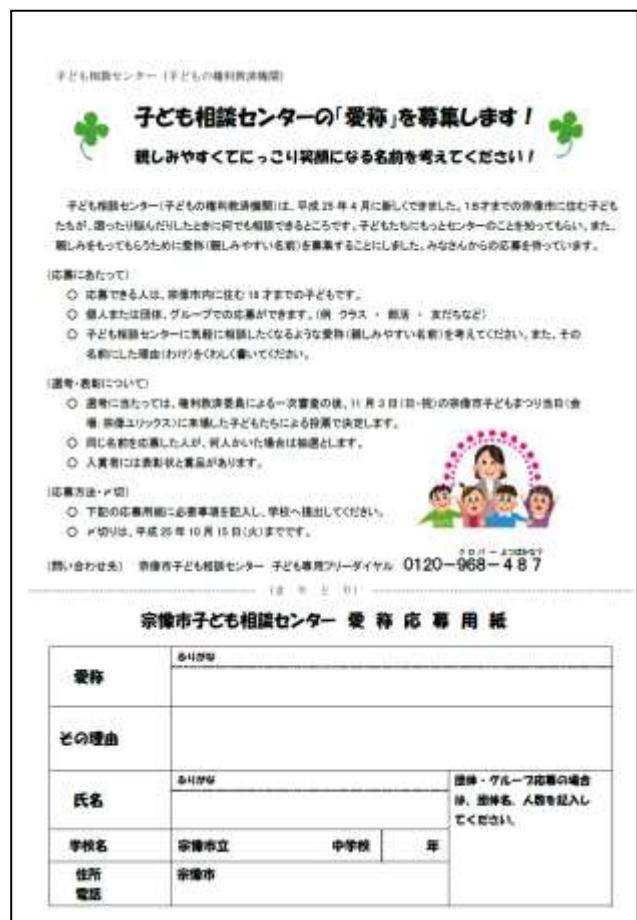 子ども相談センター（子どもの権利救済機関）
子ども相談センターの「愛称」を募集します！
親しみやすくてにっこり笑顔になる名前を考えてください！
子ども相談センター（子どもの権利救済機関）は、平成25年4月に新しくできました。18才までの宗像市に住む子ども
たちが、困ったり悩んだりしたときに何でも相談できるところです。子どもたちにもっとセンターのことを知ってもらい、また、
親しみをもってもらうために愛称（親しみやすい名前）を募集することにしました。みなさんからの応募を待っています。
（応募にあたって）
○ 応募できる人は、宗像市内に住む18才までの子どもです。
○ 個人または団体、グループでの応募ができます。（例 クラス ・ 部活 ・ 友だちなど）
○ 子ども相談センターに気軽に相談したくなるような愛称（親しみやすい名前）を考えてください。また、その
名前にした理由（わけ）をくわしく書いてください。
（選考・表彰について）
○ 選考に当たっては、権利救済委員による一次審査の後、11月3日（日・祝）の宗像市子どもまつり当日（会
場：宗像ユリックス）に来場した子どもたちによる投票で決定します。
○ 同じ名前を応募した人が、何人かいた場合は抽選とします。
○ 入賞者には表彰状と賞品があります。
（応募方法・〆切）
○ 下記の応募用紙に必要事項を記入し、学校へ提出してください。
○ 〆切りは、平成25年10月15日（火）までです。
クローバー よつばかな？
（問い合わせ先） 宗像市子ども相談センター 子ども専用フリーダイヤル 0120－968－487
（き り と り）
宗像市子ども相談センター 愛 称 応 募 用 紙
愛称 ふりがな
その理由
氏名 ふりがな
団体・グループ応募の場合
は、団体名、人数を記入し
てください。
学校名 宗像市立 中学校 年
住所 宗像市
電話